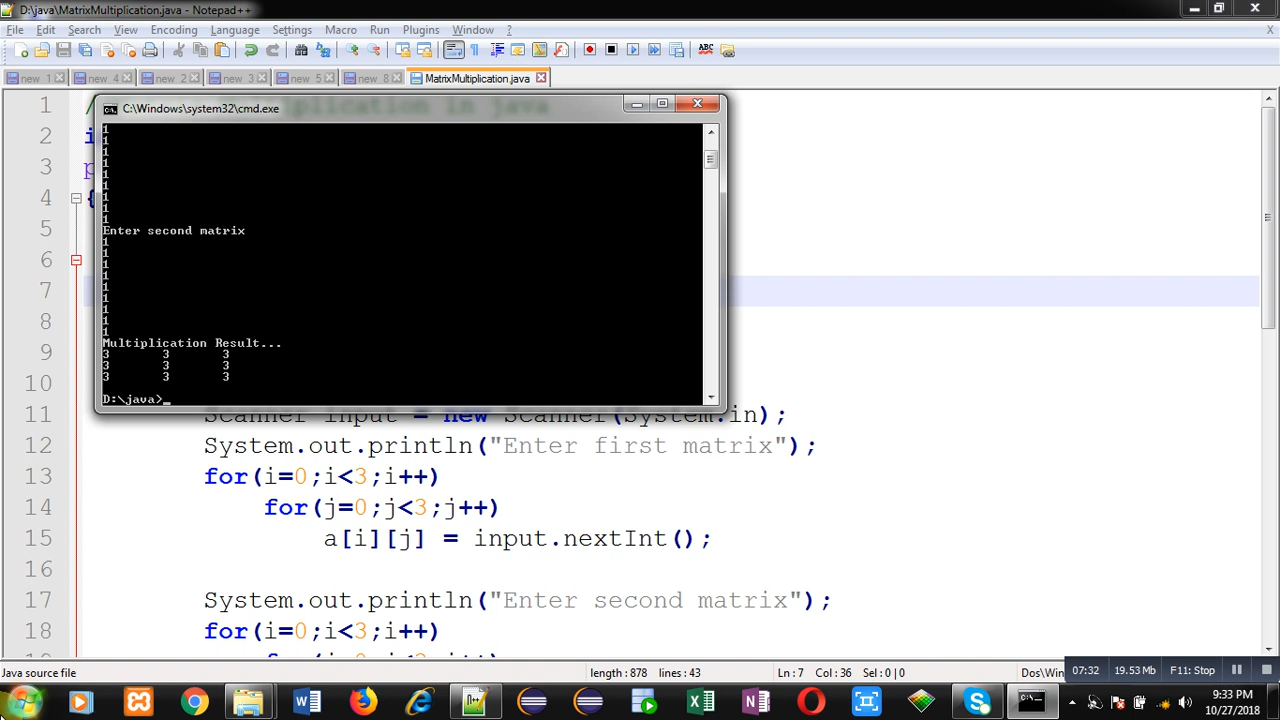 D:\java\MatrixMultiplication.java - Notepad++
File Edit Search View Encoding Language Settings Macro Run Plugins Window ? X
new 1 new 4 new 2 new 3 new 5 new 8 MatrixMultiplication.java
C:\Windows\system32\cmd.exe
1
1
1
1
1
1
1
1
1
Enter second matrix
1
1
1
1
1
1
1
1
1
Multiplication Result...
3 3 3
3 3 3
3 3 3
D:\java>_
1 / plication in java
2 i
3 p
4 {
5
6
7
8
9
10
11 Scanner input = new Scanner(System.in);
12 System.out.println("Enter first matrix");
13 for(i=0;i<3;i++)
14 for(j=0;j<3;j++)
15 a[i][j] = input.nextInt();
16
17 System.out.println("Enter second matrix");
18 for(i=0;i<3;i++)
Java source file length : 878 lines : 43 Ln : 7 Col : 36 Sel : 0 | 0 Dos\Win
07:32 19.53 Mb F11: Stop
9:33 PM
10/27/2018